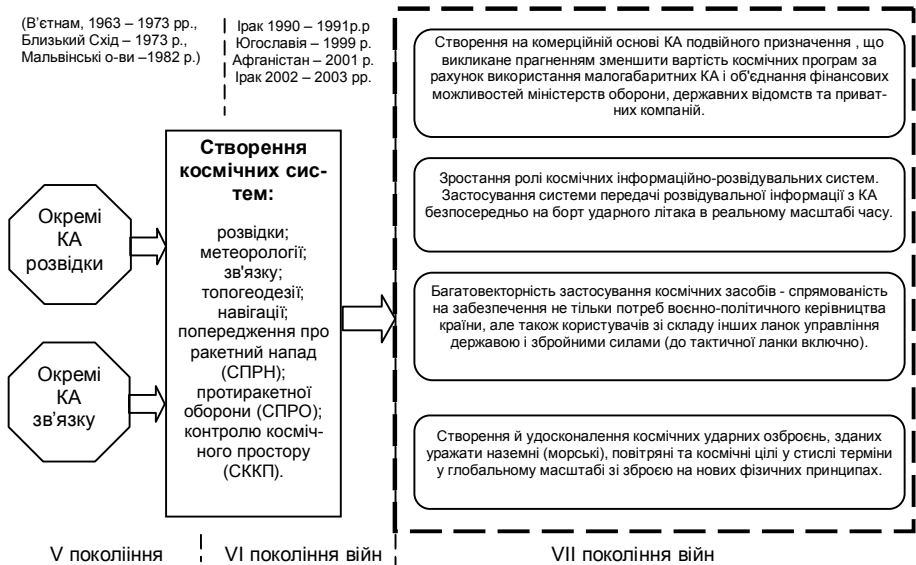 (В'єтнам, 1963 – 1973 рр.,
Близький Схід – 1973 р.,
Мальвінські о-ви –1982 р.)
Ірак 1990 – 1991р.р
Югославія – 1999 р.
Афганістан – 2001 р.
Ірак 2002 – 2003 рр.
Окремі
КА
розвідки
Окремі
КА
зв'язку
Створення
космічних сис-
тем:
розвідки;
метеорології;
зв'язку;
топогеодезії;
навігації;
попередження про
ракетний напад
(СПРН);
протиракетної
оборони (СПРО);
контролю косміч-
ного простору
(СККП).
Створення на комерційній основі КА подвійного призначення , що
викликане прагненням зменшити вартість космічних програм за
рахунок використання малогабаритних КА і об'єднання фінансових
можливостей міністерств оборони, державних відомств та приват-
них компаній.
Зростання ролі космічних інформаційно-розвідувальних систем.
Застосування системи передачі розвідувальної інформації з КА
безпосередньо на борт ударного літака в реальному масштабі часу.
Багатовекторність застосування космічних засобів - спрямованість
на забезпечення не тільки потреб воєнно-політичного керівництва
країни, але також користувачів зі складу інших ланок управління
державою і збройними силами (до тактичної ланки включно).
Створення й удосконалення космічних ударних озброєнь, зданих
уражати наземні (морські), повітряні та космічні цілі у стислі терміни
у глобальному масштабі зі зброєю на нових фізичних принципах.
V поколііння
VI покоління війн
VII покоління війн